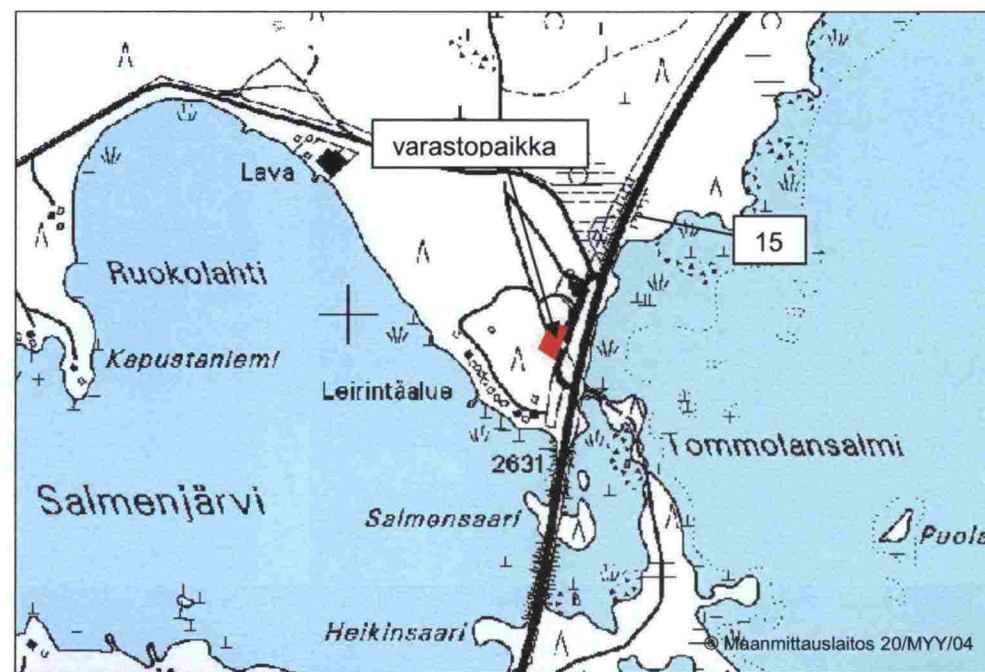 varastopaikka
Lava
15
Ruokolahti
Kapustaniemi
Leirintäalue
Tommolansalmi
2631
Salmenjärvi
Salmensaari
Puola
Heikinsaari
© Maanmittauslaitos 20/MYY/04